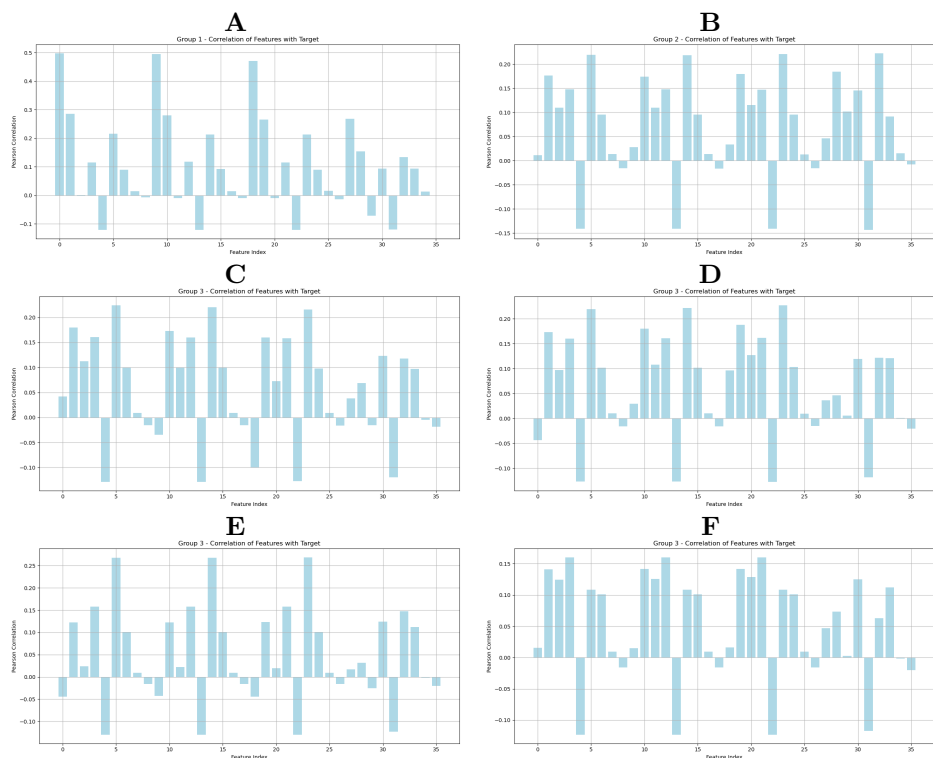 A
Group 1 - Correlation of Features with Target
Pearson Correlation
0.5
0.4
0.3
0.2
0.1
0.0
−0.1
0 5 10 15 20 25 30 35
Feature Index
B
Group 2 - Correlation of Features with Target
Pearson Correlation
0.20
0.15
0.10
0.05
0.00
−0.05
−0.10
−0.15
0 5 10 15 20 25 30 35
Feature Index
C
Group 3 - Correlation of Features with Target
Pearson Correlation
0.20
0.15
0.10
0.05
0.00
−0.05
−0.10
0 5 10 15 20 25 30 35
Feature Index
D
Group 3 - Correlation of Features with Target
Pearson Correlation
0.20
0.15
0.10
0.05
0.00
−0.05
−0.10
0 5 10 15 20 25 30 35
Feature Index
E
Group 3 - Correlation of Features with Target
Pearson Correlation
0.25
0.20
0.15
0.10
0.05
0.00
−0.05
−0.10
0 5 10 15 20 25 30 35
Feature Index
F
Group 3 - Correlation of Features with Target
Pearson Correlation
0.15
0.10
0.05
0.00
−0.05
−0.10
0 5 10 15 20 25 30 35
Feature Index